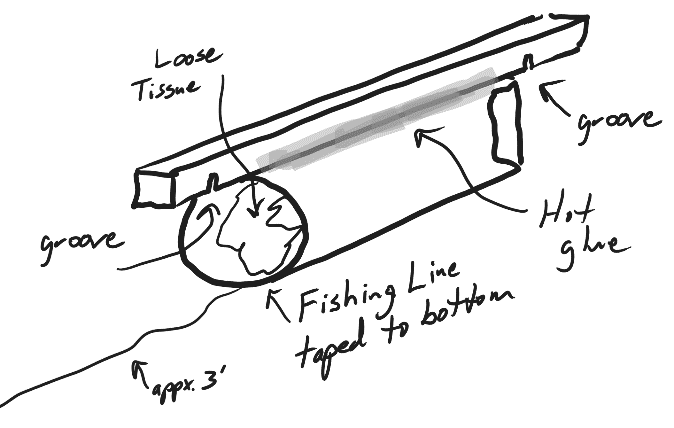 Loose
Tissue
groove
groove
Hot
glue
Fishing Line
taped to bottom
appx. 3'